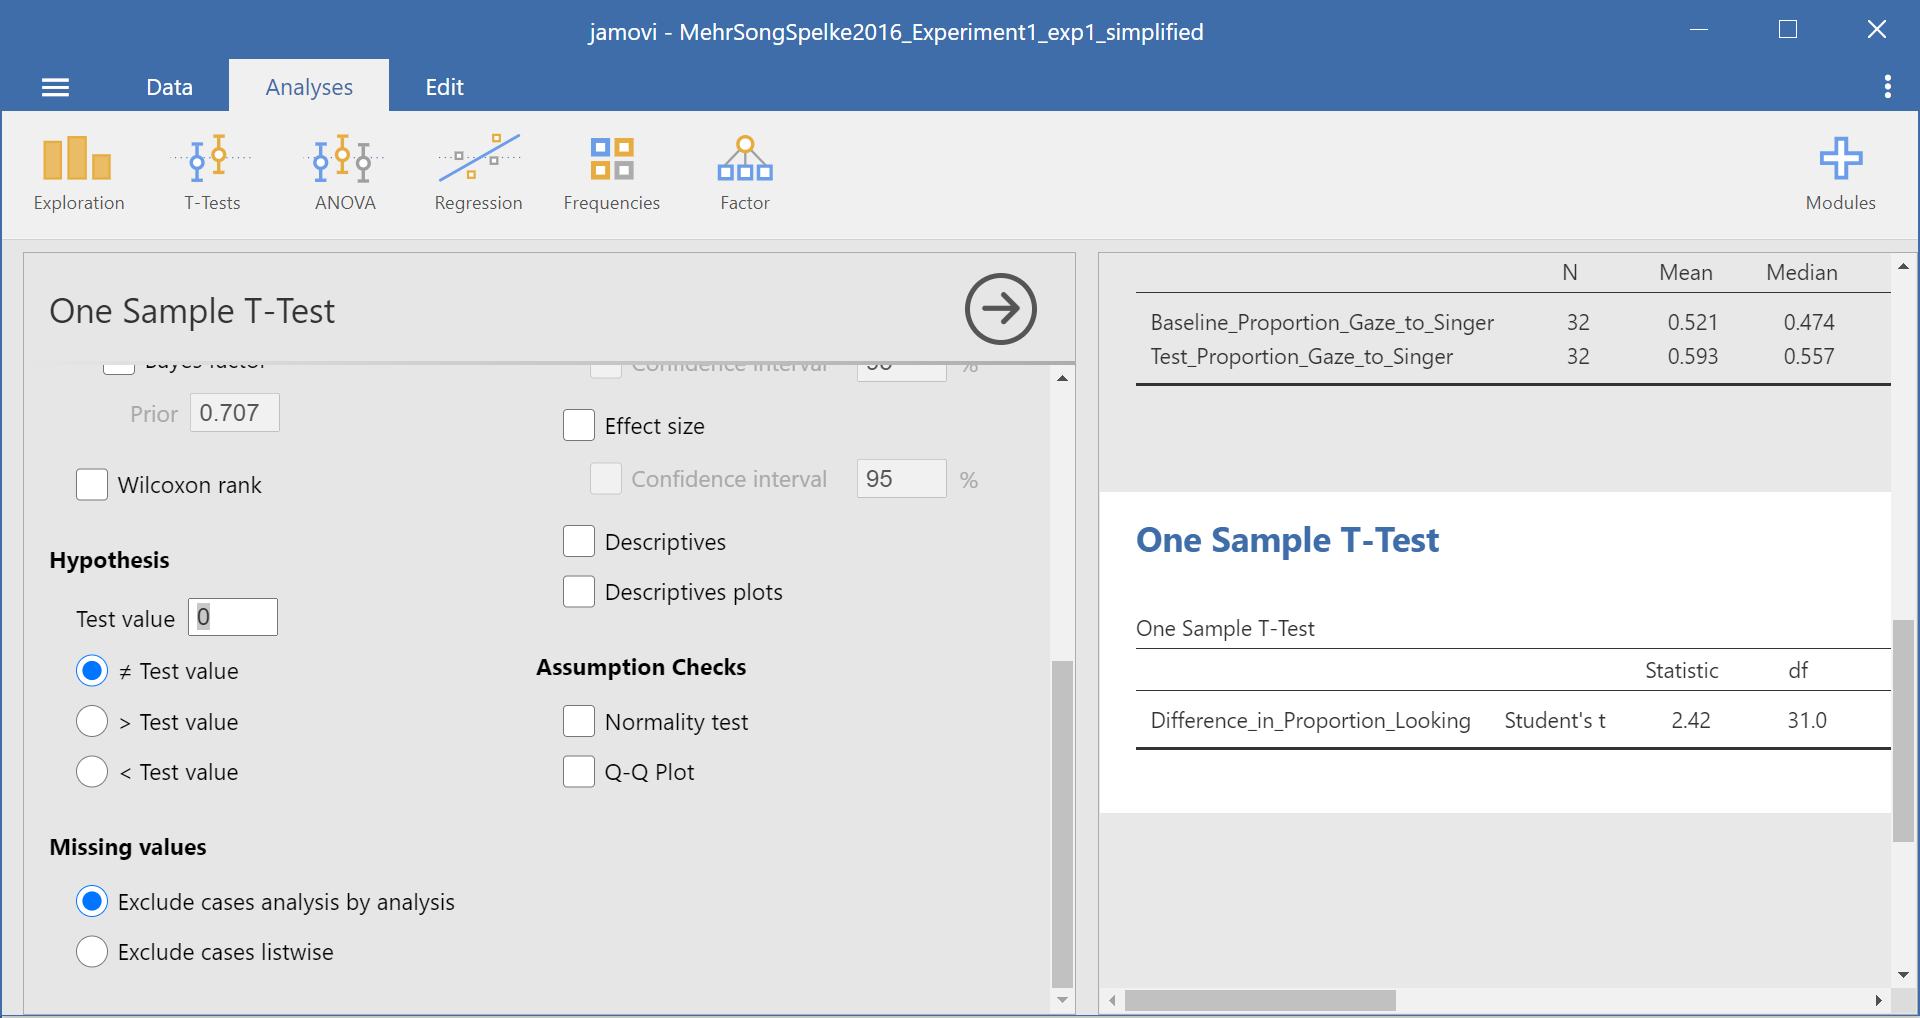 jamovi - MehrSongSpelke2016_Experiment1_exp1_simplified
Data
Analyses
Edit
Exploration
T-Tests
ANOVA
Regression
Frequencies
Factor
Modules
One Sample T-Test
Bayes factor
Prior 0.707
Wilcoxon rank
Hypothesis
Test value 0
≠ Test value
> Test value
< Test value
Missing values
Exclude cases analysis by analysis
Exclude cases listwise
Confidence interval %
Effect size
Confidence interval 95 %
Descriptives
Descriptives plots
Assumption Checks
Normality test
Q-Q Plot
N Mean Median
Baseline_Proportion_Gaze_to_Singer 32 0.521 0.474
Test_Proportion_Gaze_to_Singer 32 0.593 0.557
One Sample T-Test
One Sample T-Test
Statistic df
Difference_in_Proportion_Looking Student's t 2.42 31.0